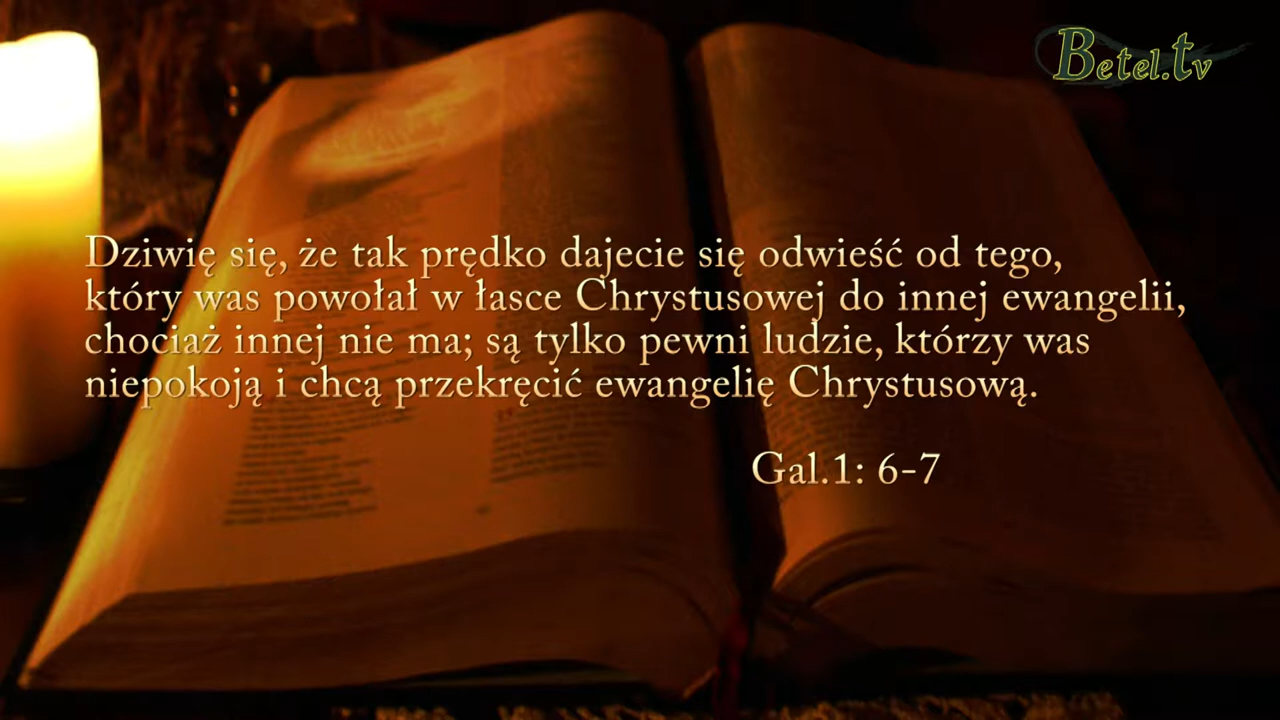 Betel.tv
Dziwię się, że tak prędko dajecie się odwieść od tego,
który was powołał w łasce Chrystusowej do innej ewangelii,
chociaż innej nie ma; są tylko pewni ludzie, którzy was
niepokoją i chcą przekręcić ewangelię Chrystusową.
Gal.1: 6-7